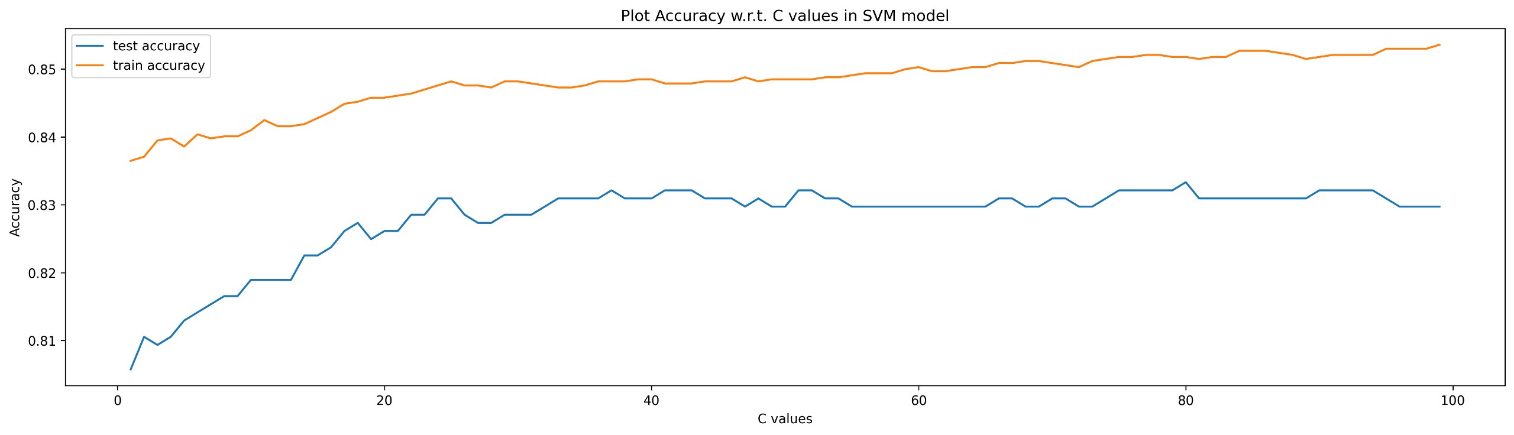 Plot Accuracy w.r.t. C values in SVM model
test accuracy
train accuracy
Accuracy
0.85
0.84
0.83
0.82
0.81
0
20
40
60
80
100
C values